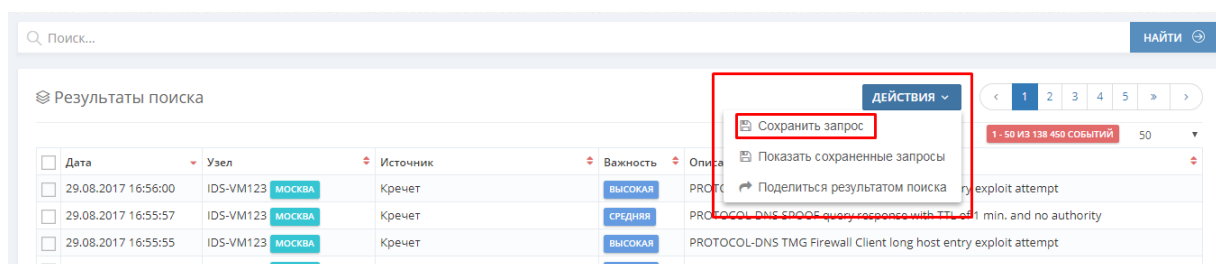 Поиск...
НАЙТИ
Результаты поиска
ДЕЙСТВИЯ
1 2 3 4 5 »
Сохранить запрос
1 - 50 ИЗ 138 450 СОБЫТИЙ 50
Показать сохраненные запросы
Поделиться результатом поиска
Дата Узел Источник Важность Описа
29.08.2017 16:56:00 IDS-VM123 МОСКВА Кречет ВЫСОКАЯ PROTO ry exploit attempt
29.08.2017 16:55:57 IDS-VM123 МОСКВА Кречет СРЕДНЯЯ PROTOCOL-DNS SPOOF query response with TTL of 1 min. and no authority
29.08.2017 16:55:55 IDS-VM123 МОСКВА Кречет ВЫСОКАЯ PROTOCOL-DNS TMG Firewall Client long host entry exploit attempt